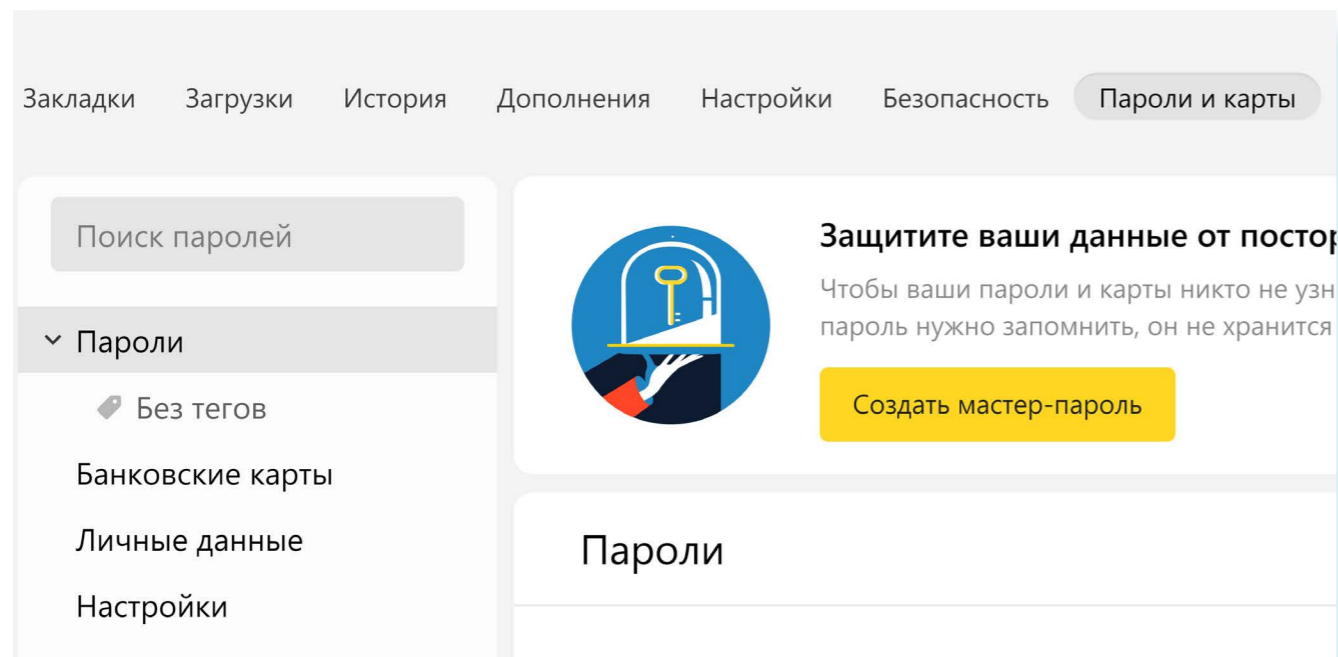 Закладки Загрузки История Дополнения Настройки Безопасность Пароли и карты
Поиск паролей
Пароли
Без тегов
Банковские карты
Личные данные
Настройки
Защитите ваши данные от
Чтобы ваши пароли и карты никто не
пароль нужно запомнить, он не хранится
Создать мастер-пароль
Пароли